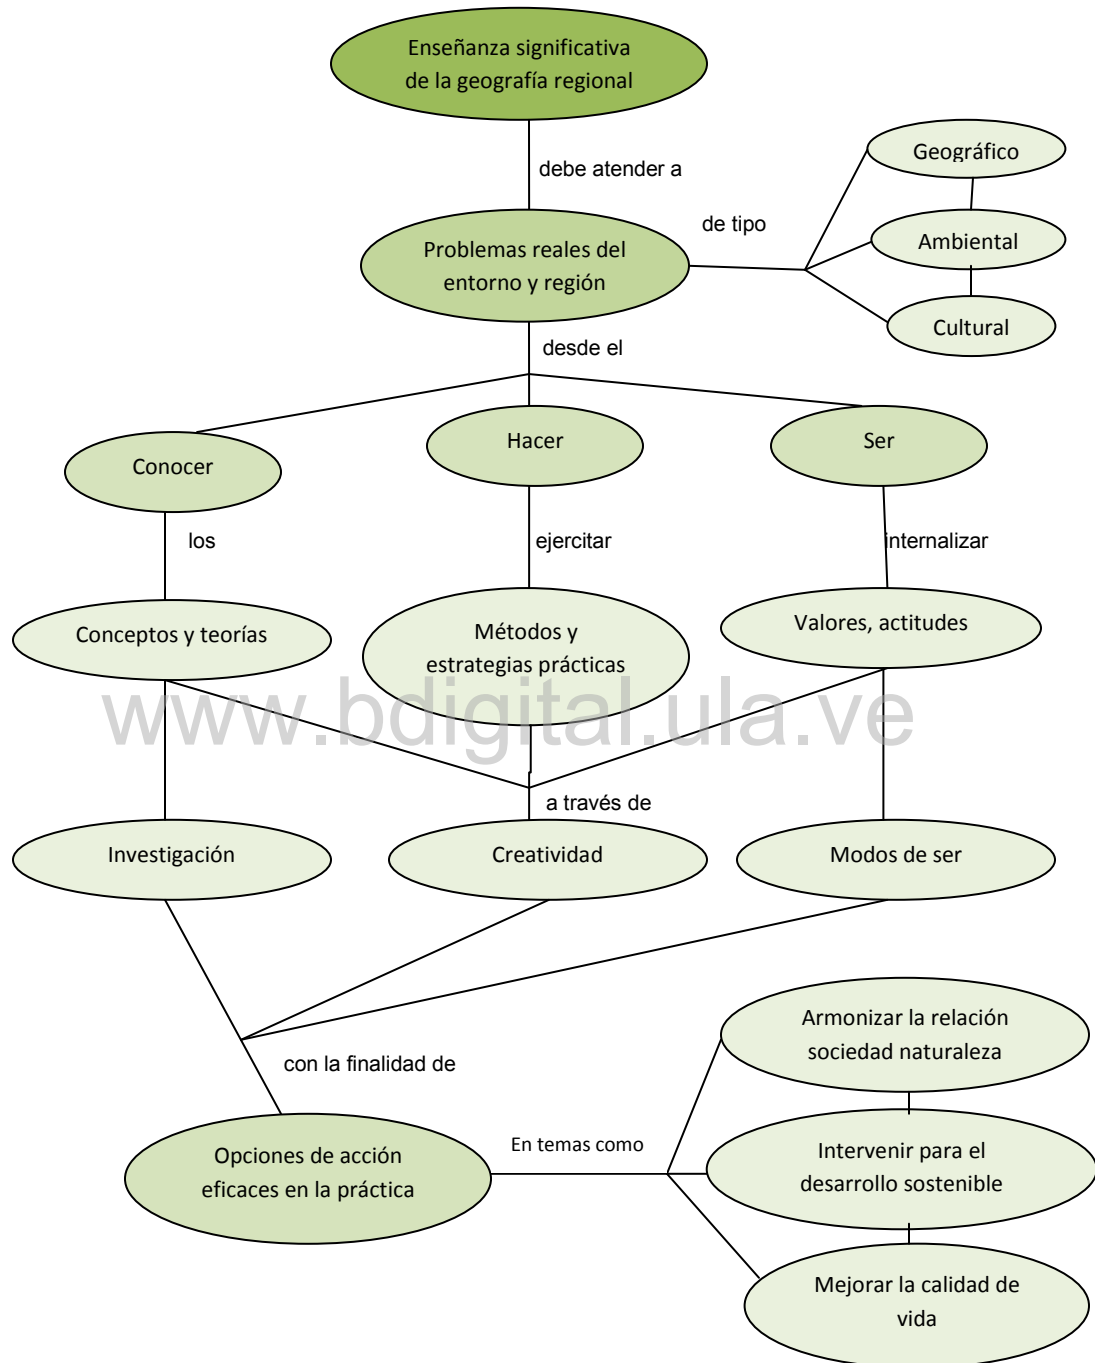 Enseñanza significativa
de la geografía regional
debe atender a
Geográfico
de tipo
Problemas reales del
entorno y región
Ambiental
Cultural
desde el
Conocer
Hacer
Ser
los
ejercitar
internalizar
Conceptos y teorías
Métodos y
estrategias prácticas
Valores, actitudes
www.bdigital.ula.ve
a través de
Investigación
Creatividad
Modos de ser
con la finalidad de
Armonizar la relación
sociedad naturaleza
Opciones de acción
eficaces en la práctica
En temas como
Intervenir para el
desarrollo sostenible
Mejorar la calidad de
vida